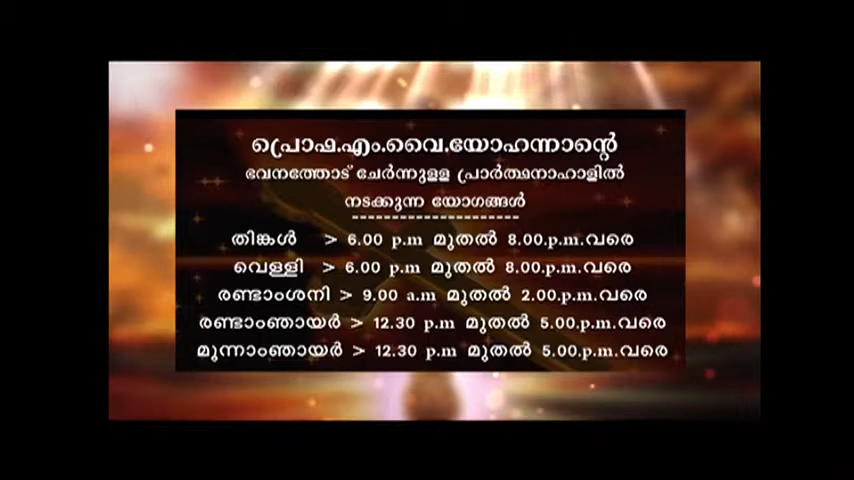 പ്രൊഫ.എം.വൈ.യോഹന്നാന്റെ
ഭവനത്തോട് ചേർന്നുളള പ്രാർത്ഥനാഹാളിൽ
നടക്കുന്ന യോഗങ്ങൾ
---------------------
തിങ്കൾ > 6.00 p.m മുതൽ 8.00.p.m.വരെ
വെള്ളി > 6.00 p.m മുതൽ 8.00.p.m.വരെ
രണ്ടാംശനി > 9.00 a.m മുതൽ 2.00.p.m.വരെ
രണ്ടാംഞായർ > 12.30 p.m മുതൽ 5.00.p.m.വരെ
മുന്നാംഞായർ > 12.30 p.m മുതൽ 5.00.p.m.വരെ